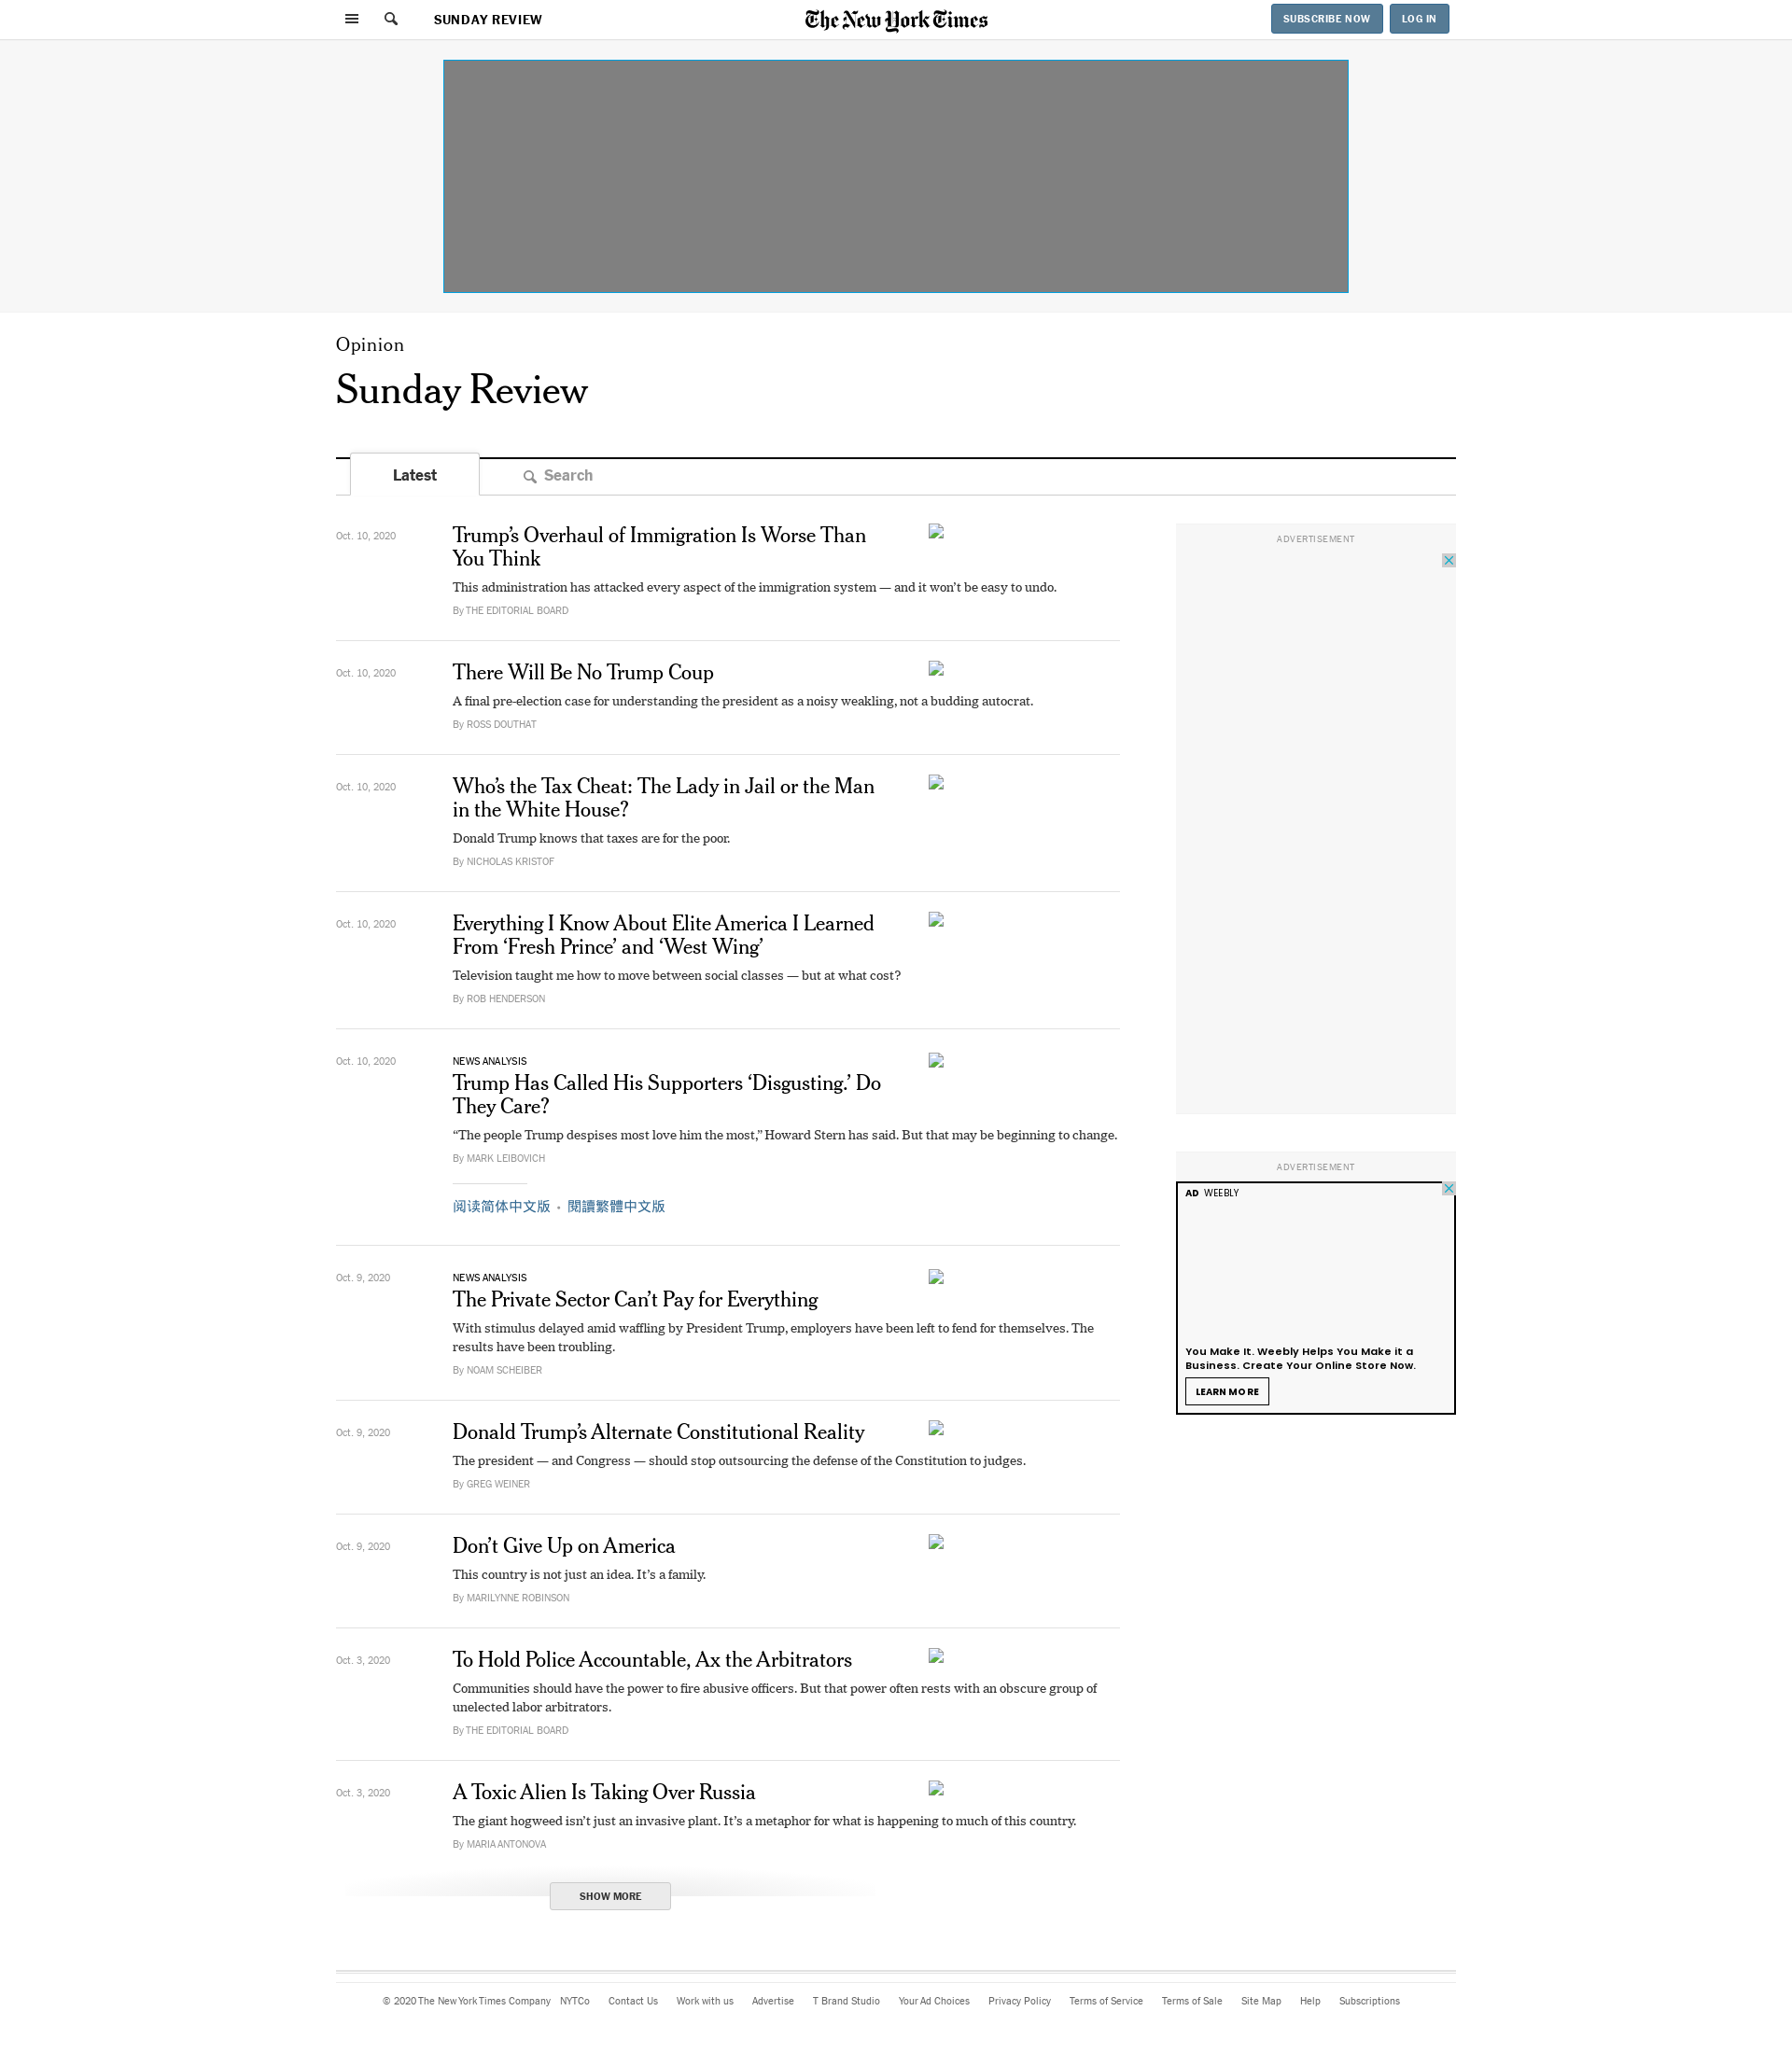 SUNDAY REVIEW
The New York Times
SUBSCRIBE NOW
LOG IN
Opinion
Sunday Review
Latest
Search
Oct. 10, 2020
Trump’s Overhaul of Immigration Is Worse Than
You Think
This administration has attacked every aspect of the immigration system — and it won’t be easy to undo.
By THE EDITORIAL BOARD
Oct. 10, 2020
There Will Be No Trump Coup
A final pre-election case for understanding the president as a noisy weakling, not a budding autocrat.
By ROSS DOUTHAT
Oct. 10, 2020
Who’s the Tax Cheat: The Lady in Jail or the Man
in the White House?
Donald Trump knows that taxes are for the poor.
By NICHOLAS KRISTOF
Oct. 10, 2020
Everything I Know About Elite America I Learned
From ‘Fresh Prince’ and ‘West Wing’
Television taught me how to move between social classes — but at what cost?
By ROB HENDERSON
Oct. 10, 2020
NEWS ANALYSIS
Trump Has Called His Supporters ‘Disgusting.’ Do
They Care?
“The people Trump despises most love him the most,” Howard Stern has said. But that may be beginning to change.
By MARK LEIBOVICH
阅读简体中文版 • 閱讀繁體中文版
Oct. 9, 2020
NEWS ANALYSIS
The Private Sector Can’t Pay for Everything
With stimulus delayed amid waffling by President Trump, employers have been left to fend for themselves. The
results have been troubling.
By NOAM SCHEIBER
Oct. 9, 2020
Donald Trump’s Alternate Constitutional Reality
The president — and Congress — should stop outsourcing the defense of the Constitution to judges.
By GREG WEINER
Oct. 9, 2020
Don’t Give Up on America
This country is not just an idea. It’s a family.
By MARILYNNE ROBINSON
Oct. 3, 2020
To Hold Police Accountable, Ax the Arbitrators
Communities should have the power to fire abusive officers. But that power often rests with an obscure group of
unelected labor arbitrators.
By THE EDITORIAL BOARD
Oct. 3, 2020
A Toxic Alien Is Taking Over Russia
The giant hogweed isn’t just an invasive plant. It’s a metaphor for what is happening to much of this country.
By MARIA ANTONOVA
SHOW MORE
ADVERTISEMENT
ADVERTISEMENT
AD WEEBLY
You Make It. Weebly Helps You Make it a
Business. Create Your Online Store Now.
LEARN MORE
© 2020 The New York Times Company NYTCo Contact Us Work with us Advertise T Brand Studio Your Ad Choices Privacy Policy Terms of Service Terms of Sale Site Map Help Subscriptions